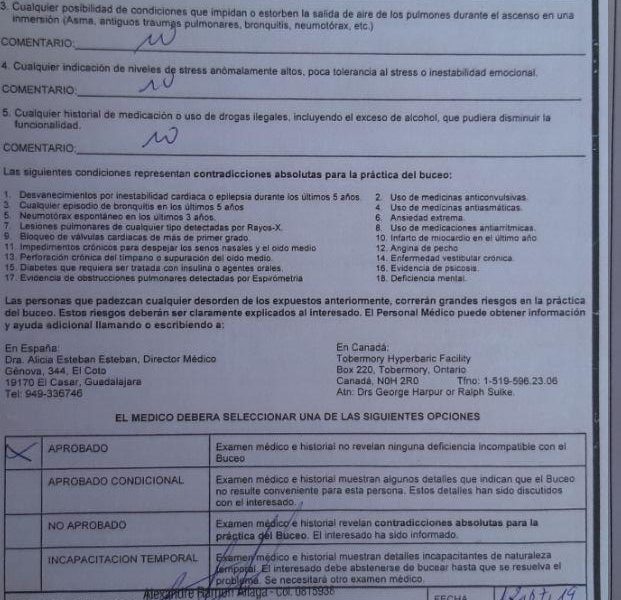 3. Cualquier posibilidad de condiciones que impidan o estorben la salida de aire de los pulmones durante el ascenso en una
inmersión (Asma, antiguos traumas pulmonares, bronquitis, neumotórax, etc.)
COMENTARIO: NO
4. Cualquier indicación de niveles de stress anómalamente altos, poca tolerancia al stress o inestabilidad emocional.
COMENTARIO: NO
5. Cualquier historial de medicación o uso de drogas ilegales, incluyendo el exceso de alcohol, que pudiera disminuir la
funcionalidad.
COMENTARIO: NO
Las siguientes condiciones representan contradicciones absolutas para la práctica del buceo:
1. Desvanecimientos por inestabilidad cardiaca o epilepsia durante los últimos 5 años. 2. Uso de medicinas anticonvulsivas.
3. Cualquier episodio de bronquitis en los últimos 5 años 4. Uso de medicinas antiasmáticas.
5. Neumotórax espontáneo en los últimos 3 años. 6. Ansiedad extrema.
7. Lesiones pulmonares de cualquier tipo detectadas por Rayos-X. 8. Uso de medicaciones antiarrítmicas.
9. Bloqueo de válvulas cardíacas de más de primer grado. 10. Infarto de miocardio en el último año
11. Impedimentos crónicos para despejar los senos nasales y el oído medio 12. Angina de pecho
13. Perforación crónica del tímpano o supuración del oído medio. 14. Enfermedad vestibular crónica.
15. Diabetes que requiera ser tratada con insulina o agentes orales. 16. Evidencia de psicosis.
17. Evidencia de obstrucciones pulmonares detectadas por Espirometría 18. Deficiencia mental.
Las personas que padezcan cualquier desorden de los expuestos anteriormente, correrán grandes riesgos en la práctica
del buceo. Estos riesgos deberán ser claramente explicados al interesado. El Personal Médico puede obtener información
y ayuda adicional llamando o escribiendo a:
En España: En Canadá:
Dra. Alicia Esteban Esteban, Director Médico Tobermory Hyperbaric Facility
Génova, 344, El Coto Box 220, Tobermory, Ontario
19170 El Casar, Guadalajara Canadá, N0H 2R0 Tfno: 1-519-596.23.06
Tel: 949-336746 Atn: Drs George Harpur or Ralph Suike.
EL MEDICO DEBERA SELECCIONAR UNA DE LAS SIGUIENTES OPCIONES
X APROBADO Examen médico e historial no revelan ninguna deficiencia incompatible con el
Buceo
APROBADO CONDICIONAL Examen médico e historial muestran algunos detalles que indican que el Buceo
no resulte conveniente para esta persona. Estos detalles han sido discutidos
con el interesado.
NO APROBADO Examen médico e historial revelan contradicciones absolutas para la
práctica del Buceo. El interesado ha sido informado.
INCAPACITACION TEMPORAL Examen médico e historial muestran detalles incapacitantes de naturaleza
temporal. El interesado debe abstenerse de bucear hasta que se resuelva el
problema. Se necesitará otro examen médico.
Alexandre Ramón Aliaga - Col. 0815936 FECHA